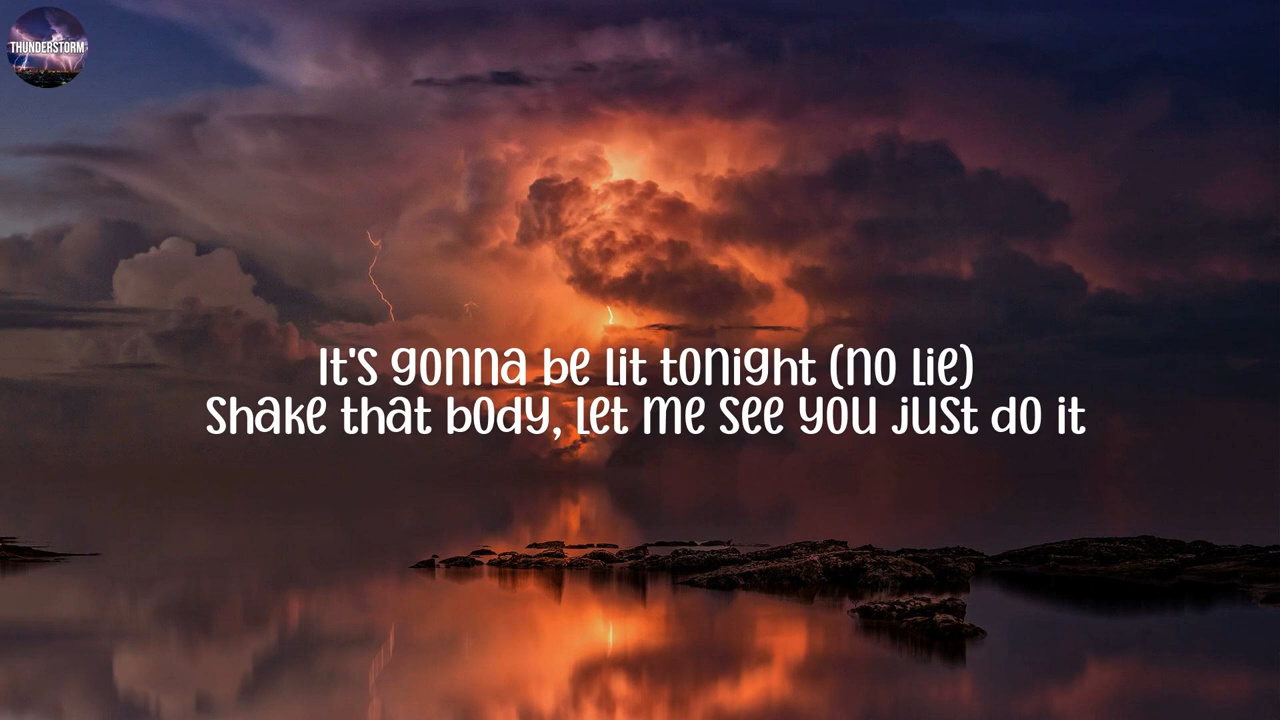 THUNDERSTORM
It's gonna be lit tonight (no lie)
Shake that body, let me see you just do it